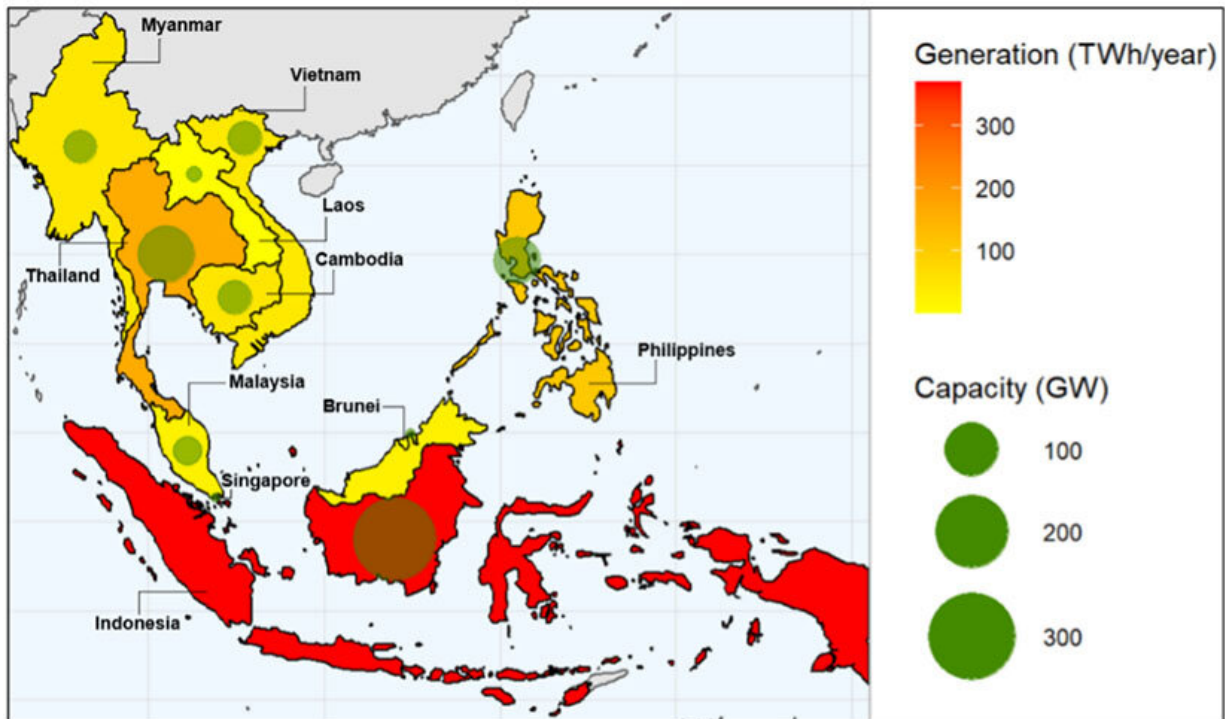 Myanmar
Vietnam
Laos
Cambodia
Thailand
Malaysia
Brunei
Philippines
Singapore
Indonesia
Generation (TWh/year)
300
200
100
Capacity (GW)
100
200
300